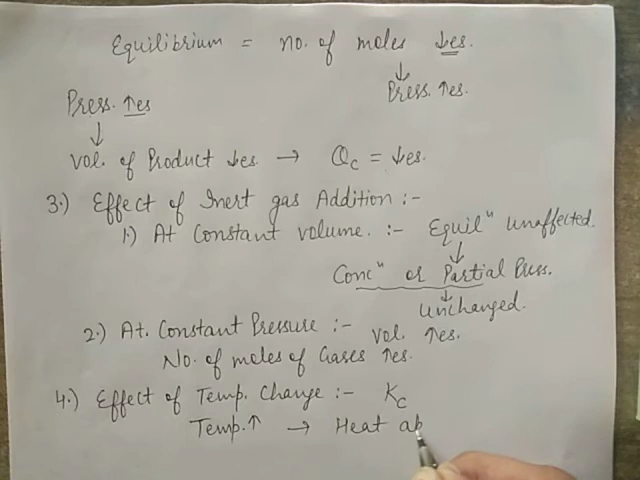 Equilibrium = no. of moles ↓es.
↓
Press. ↑es.
Press. ↑es
↓
Vol. of Product ↓es. → Qc = ↓es.
3.) Effect of Inert gas Addition :-
1.) At Constant volume. :- Equilⁿ unaffected.
↓
Concⁿ or Partial Press.
↓
unchanged.
2.) At. Constant Pressure :- Vol. ↑es.
No. of moles of Gases ↑es.
4.) Effect of Temp. Change :- Kc
Temp. ↑ → Heat ab